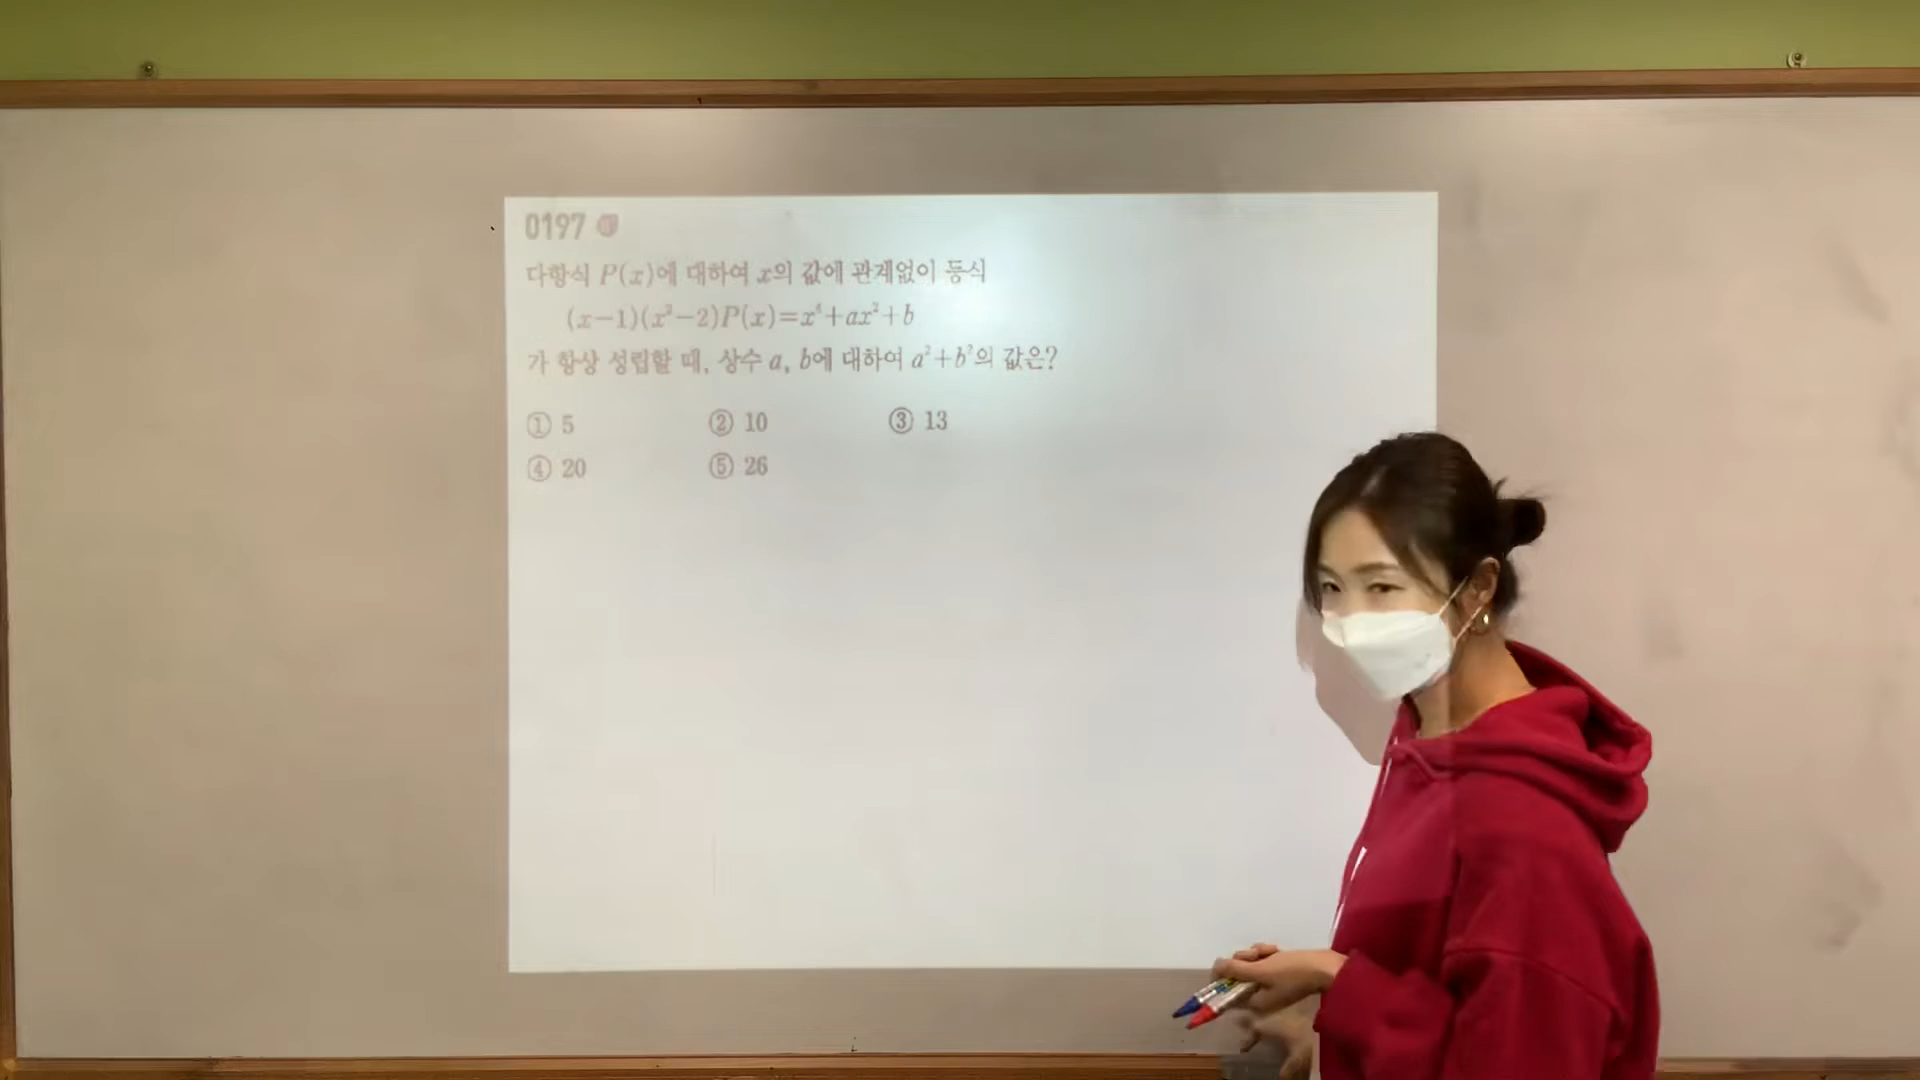 0197
다항식 P(x)에 대하여 x의 값에 관계없이 등식
(x-1)(x²-2)P(x)=x⁴+ax²+b
가 항상 성립할 때, 상수 a, b에 대하여 a²+b²의 값은?
① 5 ② 10 ③ 13
④ 20 ⑤ 26